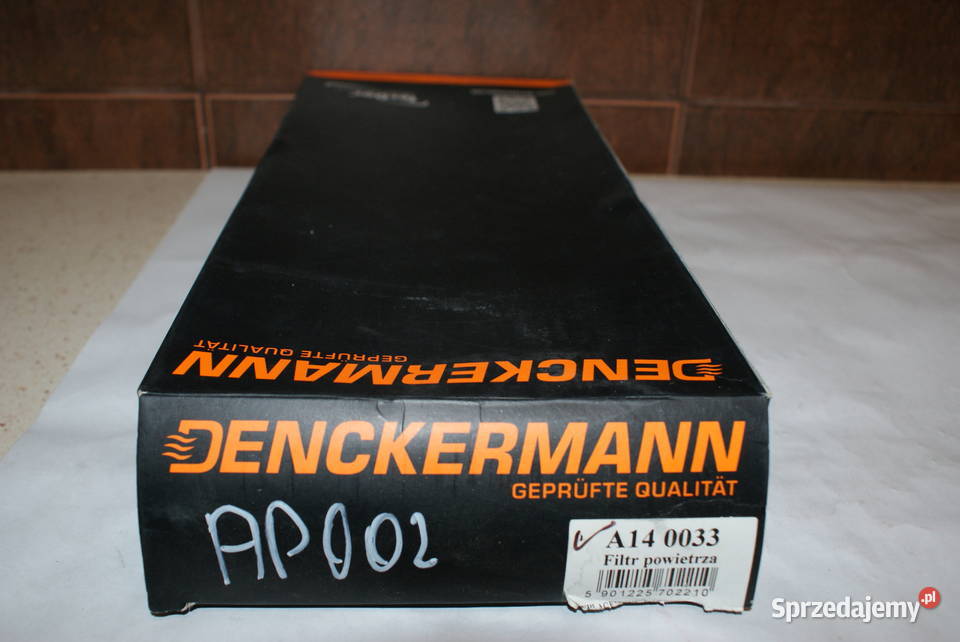 DENCKERMANN
GEPRÜFTE QUALITÄT
DENCKERMANN
GEPRÜFTE QUALITÄT
AP002
A14 0033
Filtr powietrza
5 901225 702210
Sprzedajemy.pl